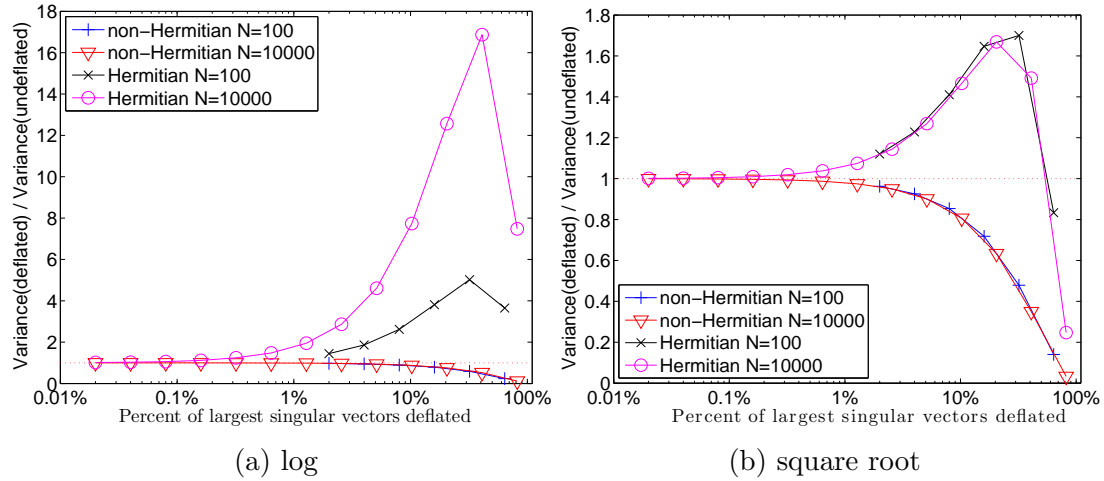 Variance(deflated) / Variance(undeflated)
18
16
14
12
10
8
6
4
2
0
non−Hermitian N=100
non−Hermitian N=10000
Hermitian N=100
Hermitian N=10000
0.01% 0.1% 1% 10% 100%
Percent of largest singular vectors deflated
(a) log
Variance(deflated) / Variance(undeflated)
1.8
1.6
1.4
1.2
1
0.8
0.6
0.4
0.2
0
non−Hermitian N=100
non−Hermitian N=10000
Hermitian N=100
Hermitian N=10000
0.01% 0.1% 1% 10% 100%
Percent of largest singular vectors deflated
(b) square root